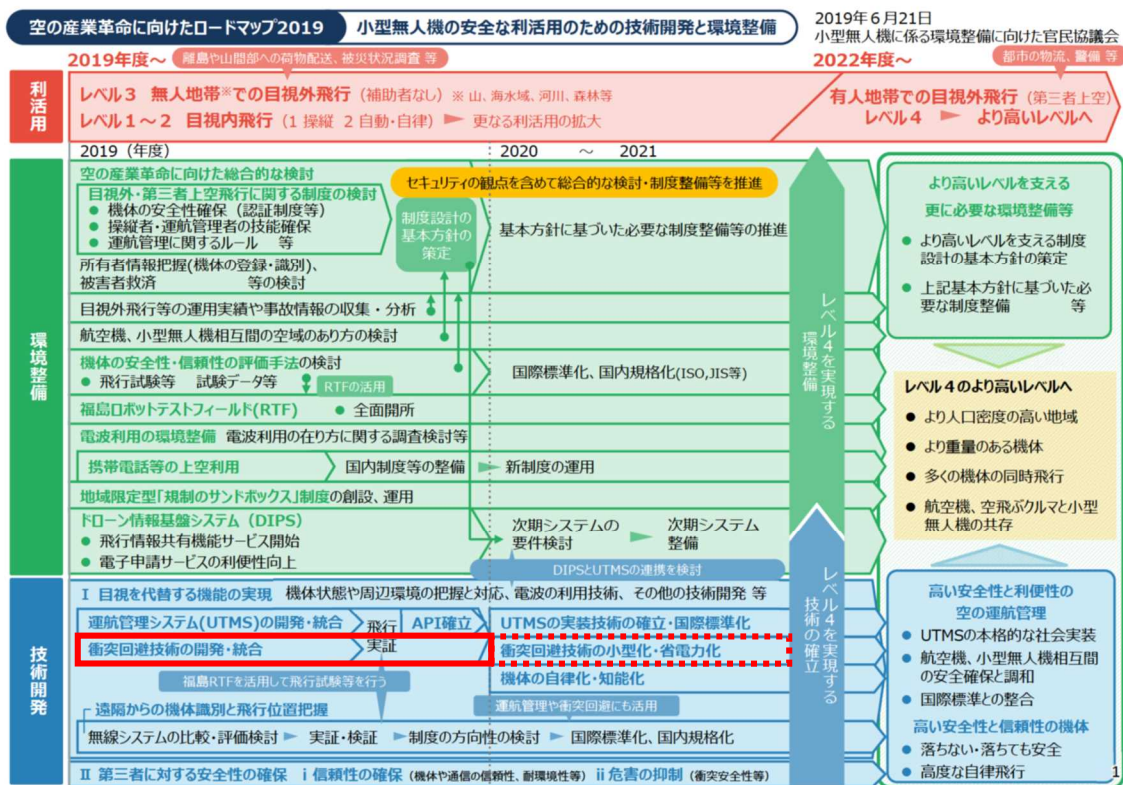 空の産業革命に向けたロードマップ2019
小型無人機の安全な利活用のための技術開発と環境整備
2019年6月21日
小型無人機に係る環境整備に向けた官民協議会
2019年度～
離島や山間部への荷物配送、被災状況調査 等
2022年度～
都市の物流、警備 等
利活用
レベル3 無人地帯※での目視外飛行（補助者なし）※ 山、海水域、河川、森林等
レベル1～2 目視内飛行（1 操縦 2 自動・自律） 更なる利活用の拡大
有人地帯での目視外飛行（第三者上空）
レベル4 より高いレベルへ
2019（年度）
2020 ～ 2021
環境整備
空の産業革命に向けた総合的な検討
セキュリティの観点を含めて総合的な検討・制度整備等を推進
目視外・第三者上空飛行に関する制度の検討
● 機体の安全性確保（認証制度等）
● 操縦者・運航管理者の技能確保
● 運航管理に関するルール 等
制度設計の
基本方針の
策定
基本方針に基づいた必要な制度整備等の推進
所有者情報把握(機体の登録・識別)、
被害者救済 等の検討
目視外飛行等の運用実績や事故情報の収集・分析
航空機、小型無人機相互間の空域のあり方の検討
機体の安全性・信頼性の評価手法の検討
● 飛行試験等 試験データ等
RTFの活用
国際標準化、国内規格化(ISO,JIS等)
福島ロボットテストフィールド(RTF) ● 全面開所
電波利用の環境整備 電波利用の在り方に関する調査検討等
携帯電話等の上空利用
国内制度等の整備
新制度の運用
地域限定型「規制のサンドボックス」制度の創設、運用
ドローン情報基盤システム（DIPS）
● 飛行情報共有機能サービス開始
● 電子申請サービスの利便性向上
次期システムの
要件検討
次期システム
整備
DIPSとUTMSの連携を検討
レベル4を実現する
環境整備
より高いレベルを支える
更に必要な環境整備等
● より高いレベルを支える制度
設計の基本方針の策定
● 上記基本方針に基づいた必
要な制度整備 等
レベル4のより高いレベルへ
● より人口密度の高い地域
● より重量のある機体
● 多くの機体の同時飛行
● 航空機、空飛ぶクルマと小型
無人機の共存
技術開発
Ⅰ 目視を代替する機能の実現 機体状態や周辺環境の把握と対応、電波の利用技術、その他の技術開発 等
運航管理システム(UTMS)の開発・統合
飛行
実証
API確立
UTMSの実装技術の確立・国際標準化
衝突回避技術の開発・統合
衝突回避技術の小型化・省電力化
福島RTFを活用して飛行試験等を行う
機体の自律化・知能化
遠隔からの機体識別と飛行位置把握
運航管理や衝突回避にも活用
無線システムの比較・評価検討
実証・検証
制度の方向性の検討
国際標準化、国内規格化
Ⅱ 第三者に対する安全性の確保 ⅰ信頼性の確保（機体や通信の信頼性、耐環境性等）ⅱ危害の抑制（衝突安全性等）
レベル4を実現する
技術の確立
高い安全性と利便性の
空の運航管理
● UTMSの本格的な社会実装
● 航空機、小型無人機相互間
の安全確保と調和
● 国際標準との整合
高い安全性と信頼性の機体
● 落ちない・落ちても安全
● 高度な自律飛行
1